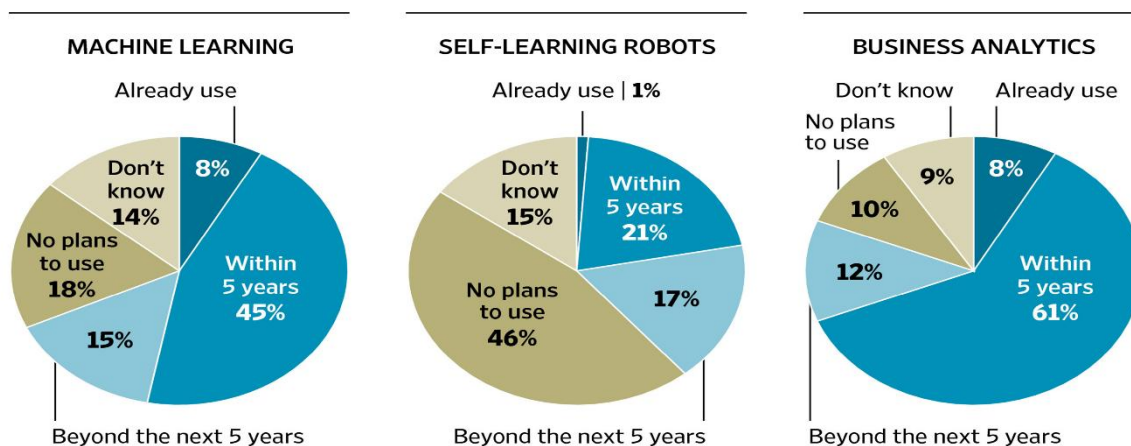 MACHINE LEARNING
Already use
8%
Within
5 years
45%
15%
Beyond the next 5 years
No plans
to use
18%
Don't
know
14%
SELF-LEARNING ROBOTS
Already use | 1%
Within
5 years
21%
17%
Beyond the next 5 years
No plans
to use
46%
Don't
know
15%
BUSINESS ANALYTICS
Already use
8%
Within
5 years
61%
12%
Beyond the next 5 years
No plans
to use
10%
Don't know
9%